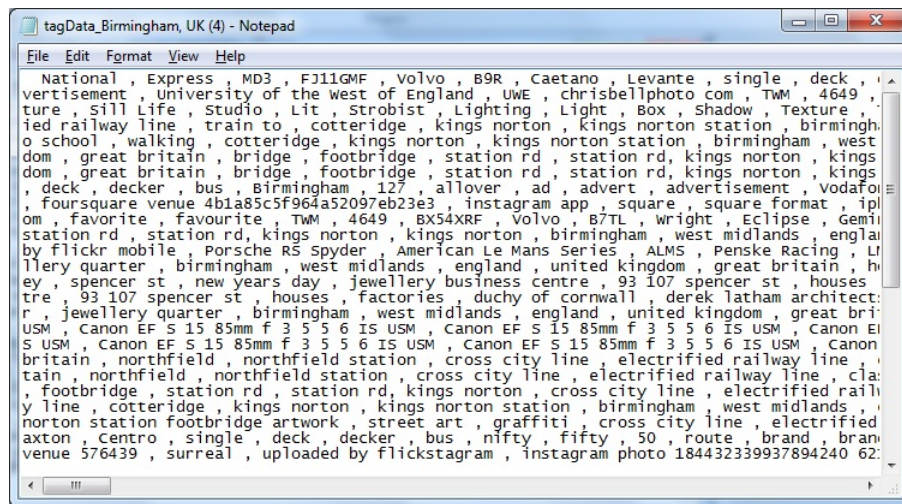 tagData_Birmingham, UK (4) - Notepad
File Edit Format View Help
National , Express , MD3 , FJ11GMF , Volvo , B9R , Caetano , Levante , single , deck ,
vertisement , University of the West of England , UWE , chrisbellphoto com , TWM , 4649 ,
ture , Sill Life , Studio , Lit , Strobist , Lighting , Light , Box , Shadow , Texture ,
ied railway line , train to , cotteridge , kings norton , kings norton station , birmingh
o school , walking , cotteridge , kings norton , kings norton station , birmingham , west
dom , great britain , bridge , footbridge , station rd , station rd, kings norton , kings
dom , great britain , bridge , footbridge , station rd , station rd, kings norton , kings
, deck , decker , bus , Birmingham , 127 , allover , ad , advert , advertisement , Vodafon
, foursquare venue 4b1a85c5f964a52097eb23e3 , instagram app , square , square format , iph
om , favorite , favourite , TWM , 4649 , BX54XRF , Volvo , B7TL , Wright , Eclipse , Gemin
station rd , station rd, kings norton , kings norton , birmingham , west midlands , englan
by flickr mobile , Porsche RS Spyder , American Le Mans Series , ALMS , Penske Racing , LM
llery quarter , birmingham , west midlands , england , united kingdom , great britain , ho
ey , spencer st , new years day , jewellery business centre , 93 107 spencer st , houses
tre , 93 107 spencer st , houses , factories , duchy of cornwall , derek latham architect
r , jewellery quarter , birmingham , west midlands , england , united kingdom , great brit
USM , Canon EF S 15 85mm f 3 5 5 6 IS USM , Canon EF S 15 85mm f 3 5 5 6 IS USM , Canon E
S USM , Canon EF S 15 85mm f 3 5 5 6 IS USM , Canon EF S 15 85mm f 3 5 5 6 IS USM , Canon
britain , northfield , northfield station , cross city line , electrified railway line ,
tain , northfield , northfield station , cross city line , electrified railway line , clas
, footbridge , station rd , station rd, kings norton , cross city line , electrified railw
y line , cotteridge , kings norton , kings norton station , birmingham , west midlands ,
norton station footbridge artwork , street art , graffiti , cross city line , electrified
axton , Centro , single , deck , decker , bus , nifty , fifty , 50 , route , brand , bran
venue 576439 , surreal , uploaded by flickstagram , instagram photo 184432339937894240 62